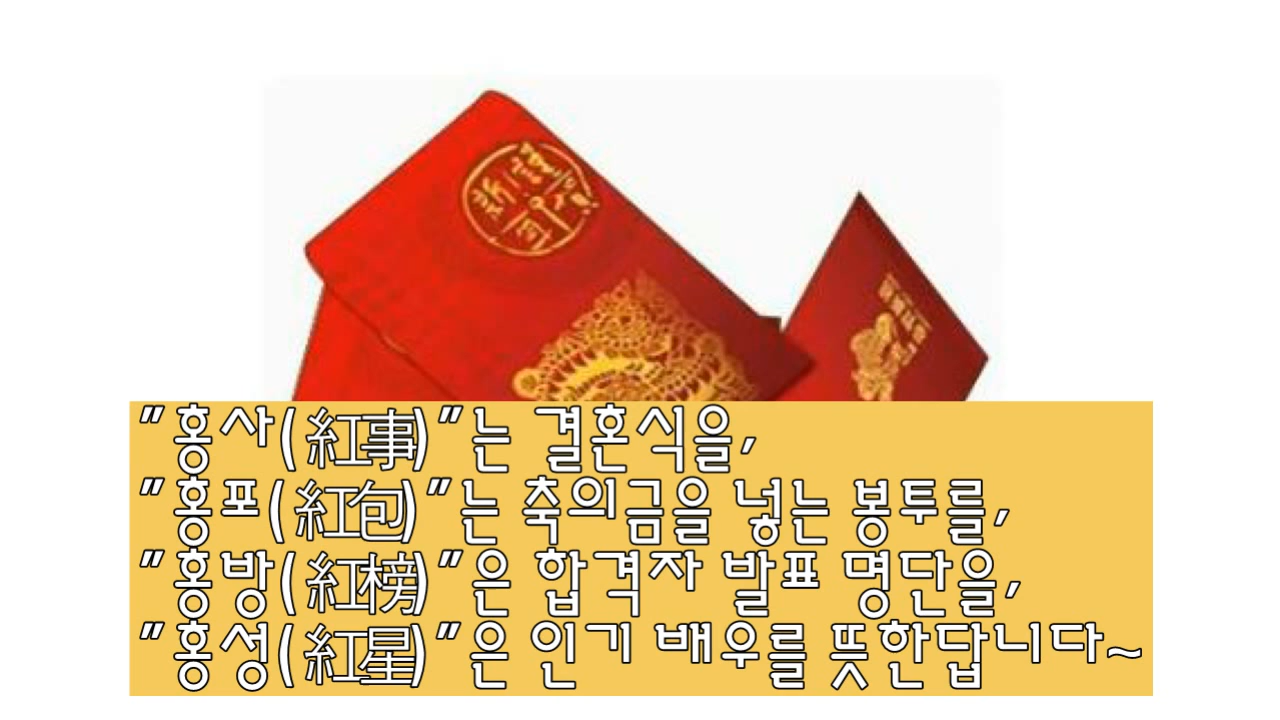 "홍사(紅事)"는 결혼식을,
"홍포(紅包)"는 축의금을 넣는 봉투를,
"홍방(紅榜)"은 합격자 발표 명단을,
"홍성(紅星)"은 인기 배우를 뜻한답니다~